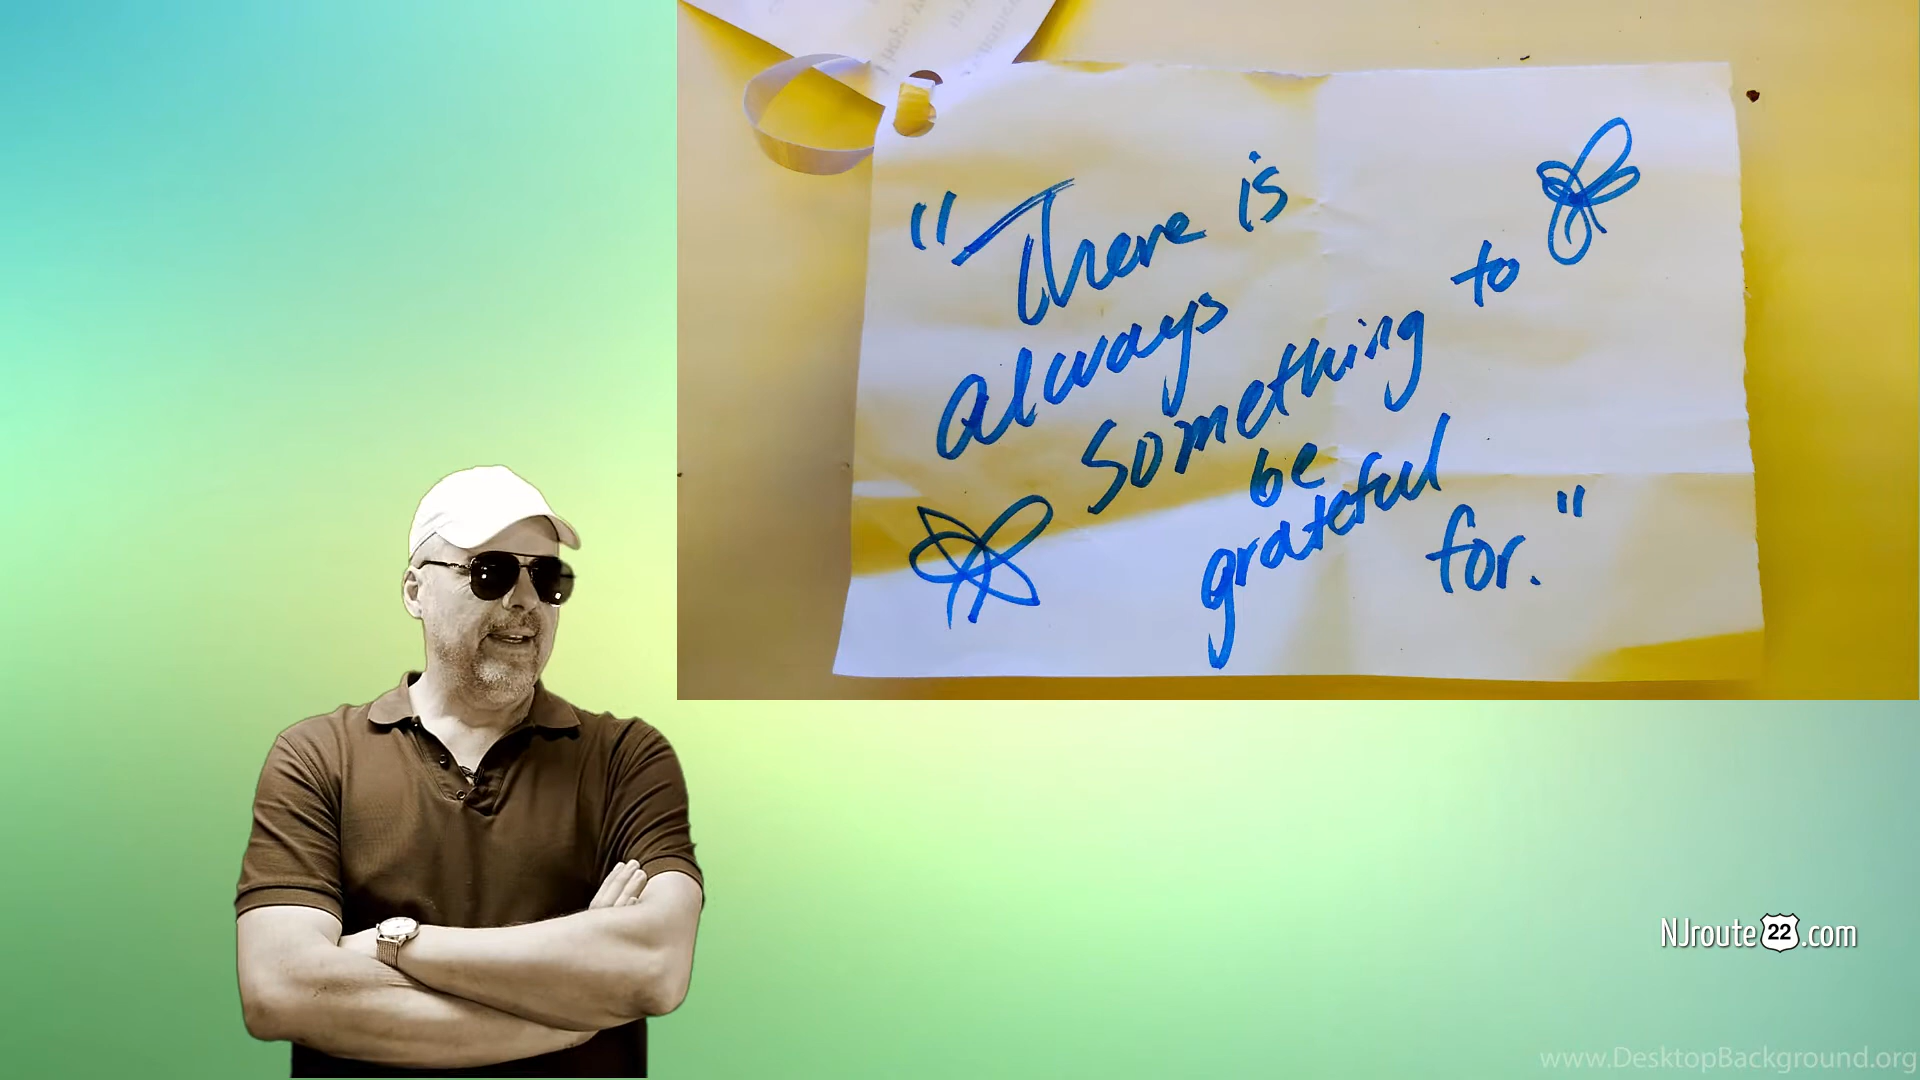 "There is
always
something to
be
grateful
for."
NJroute22.com
www.DesktopBackground.org